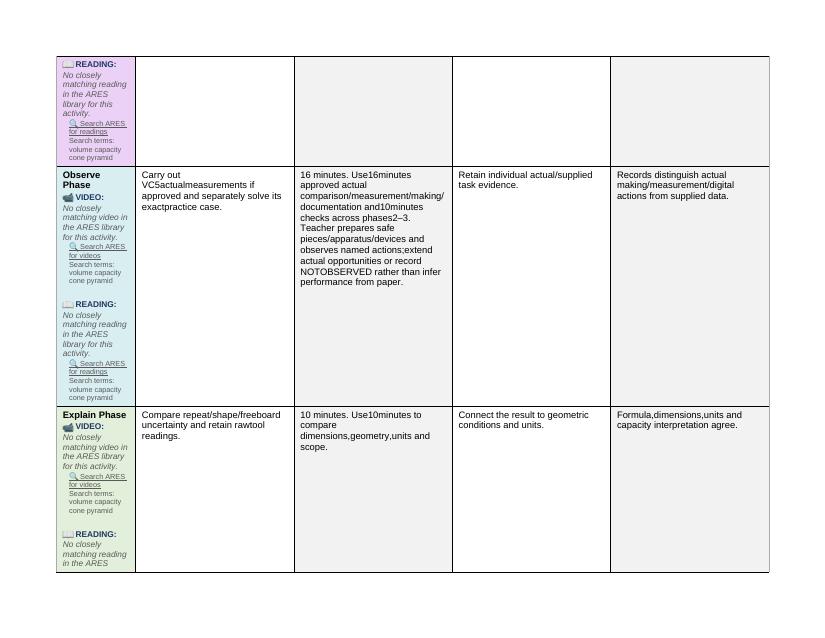 📖 READING:
No closely
matching reading
in the ARES
library for this
activity.
🔍 Search ARES
for readings
Search terms:
volume capacity
cone pyramid
Observe
Phase
📹 VIDEO:
No closely
matching video in
the ARES library
for this activity.
🔍 Search ARES
for videos
Search terms:
volume capacity
cone pyramid
📖 READING:
No closely
matching reading
in the ARES
library for this
activity.
🔍 Search ARES
for readings
Search terms:
volume capacity
cone pyramid
Carry out
VC5actualmeasurements if
approved and separately solve its
exactpractice case.
16 minutes. Use16minutes
approved actual
comparison/measurement/making/
documentation and10minutes
checks across phases2–3.
Teacher prepares safe
pieces/apparatus/devices and
observes named actions;extend
actual opportunities or record
NOTOBSERVED rather than infer
performance from paper.
Retain individual actual/supplied
task evidence.
Records distinguish actual
making/measurement/digital
actions from supplied data.
Explain Phase
📹 VIDEO:
No closely
matching video in
the ARES library
for this activity.
🔍 Search ARES
for videos
Search terms:
volume capacity
cone pyramid
📖 READING:
No closely
matching reading
in the ARES
Compare repeat/shape/freeboard
uncertainty and retain rawtool
readings.
10 minutes. Use10minutes to
compare
dimensions,geometry,units and
scope.
Connect the result to geometric
conditions and units.
Formula,dimensions,units and
capacity interpretation agree.